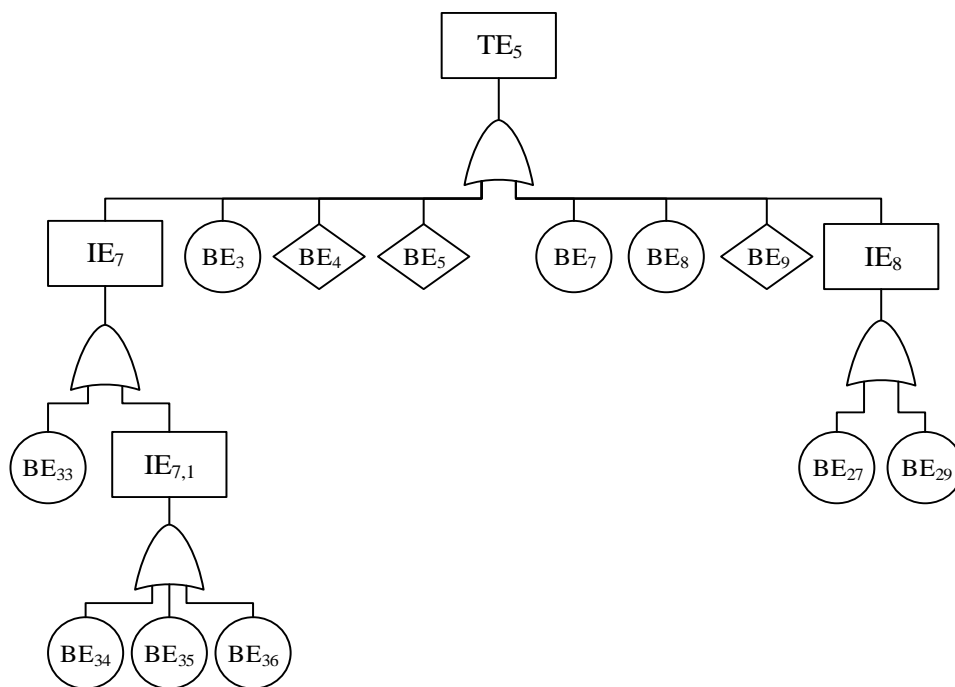 TE₅
IE₇
BE₃
BE₄
BE₅
BE₇
BE₈
BE₉
IE₈
BE₃₃
IE₇,₁
BE₂₇
BE₂₉
BE₃₄
BE₃₅
BE₃₆